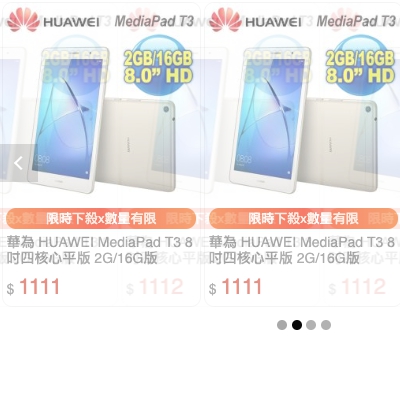 HUAWEI MediaPad T3
2GB/16GB
8.0” HD
限時下殺x數量有限
華為 HUAWEI MediaPad T3 8
吋四核心平版 2G/16G版
$ 1111
$ 1112
HUAWEI MediaPad T3
2GB/16GB
8.0” HD
限時下殺x數量有限
華為 HUAWEI MediaPad T3 8
吋四核心平版 2G/16G版
$ 1111
$ 1112